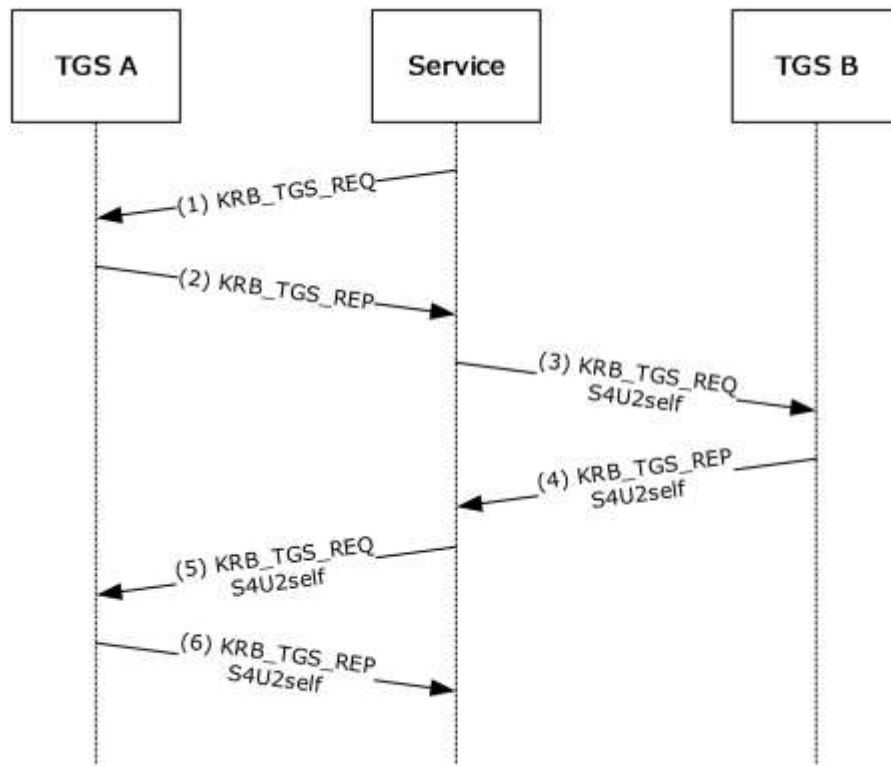 TGS A
Service
TGS B
(1) KRB_TGS_REQ
(2) KRB_TGS_REP
(3) KRB_TGS_REQ
S4U2self
(4) KRB_TGS_REP
S4U2self
(5) KRB_TGS_REQ
S4U2self
(6) KRB_TGS_REP
S4U2self